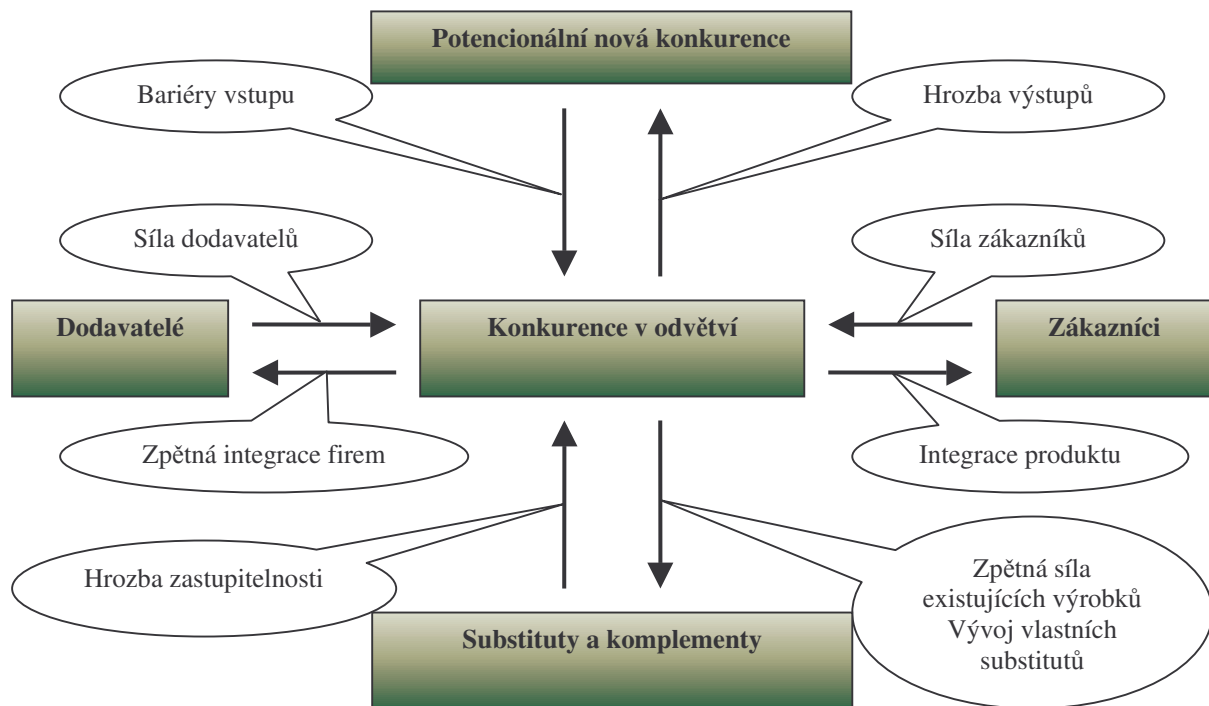 Potencionální nová konkurence
Bariéry vstupu
Hrozba výstupů
Síla dodavatelů
Síla zákazníků
Dodavatelé
Konkurence v odvětví
Zákazníci
Zpětná integrace firem
Integrace produktu
Hrozba zastupitelnosti
Zpětná síla
existujících výrobků
Vývoj vlastních
substitutů
Substituty a komplementy